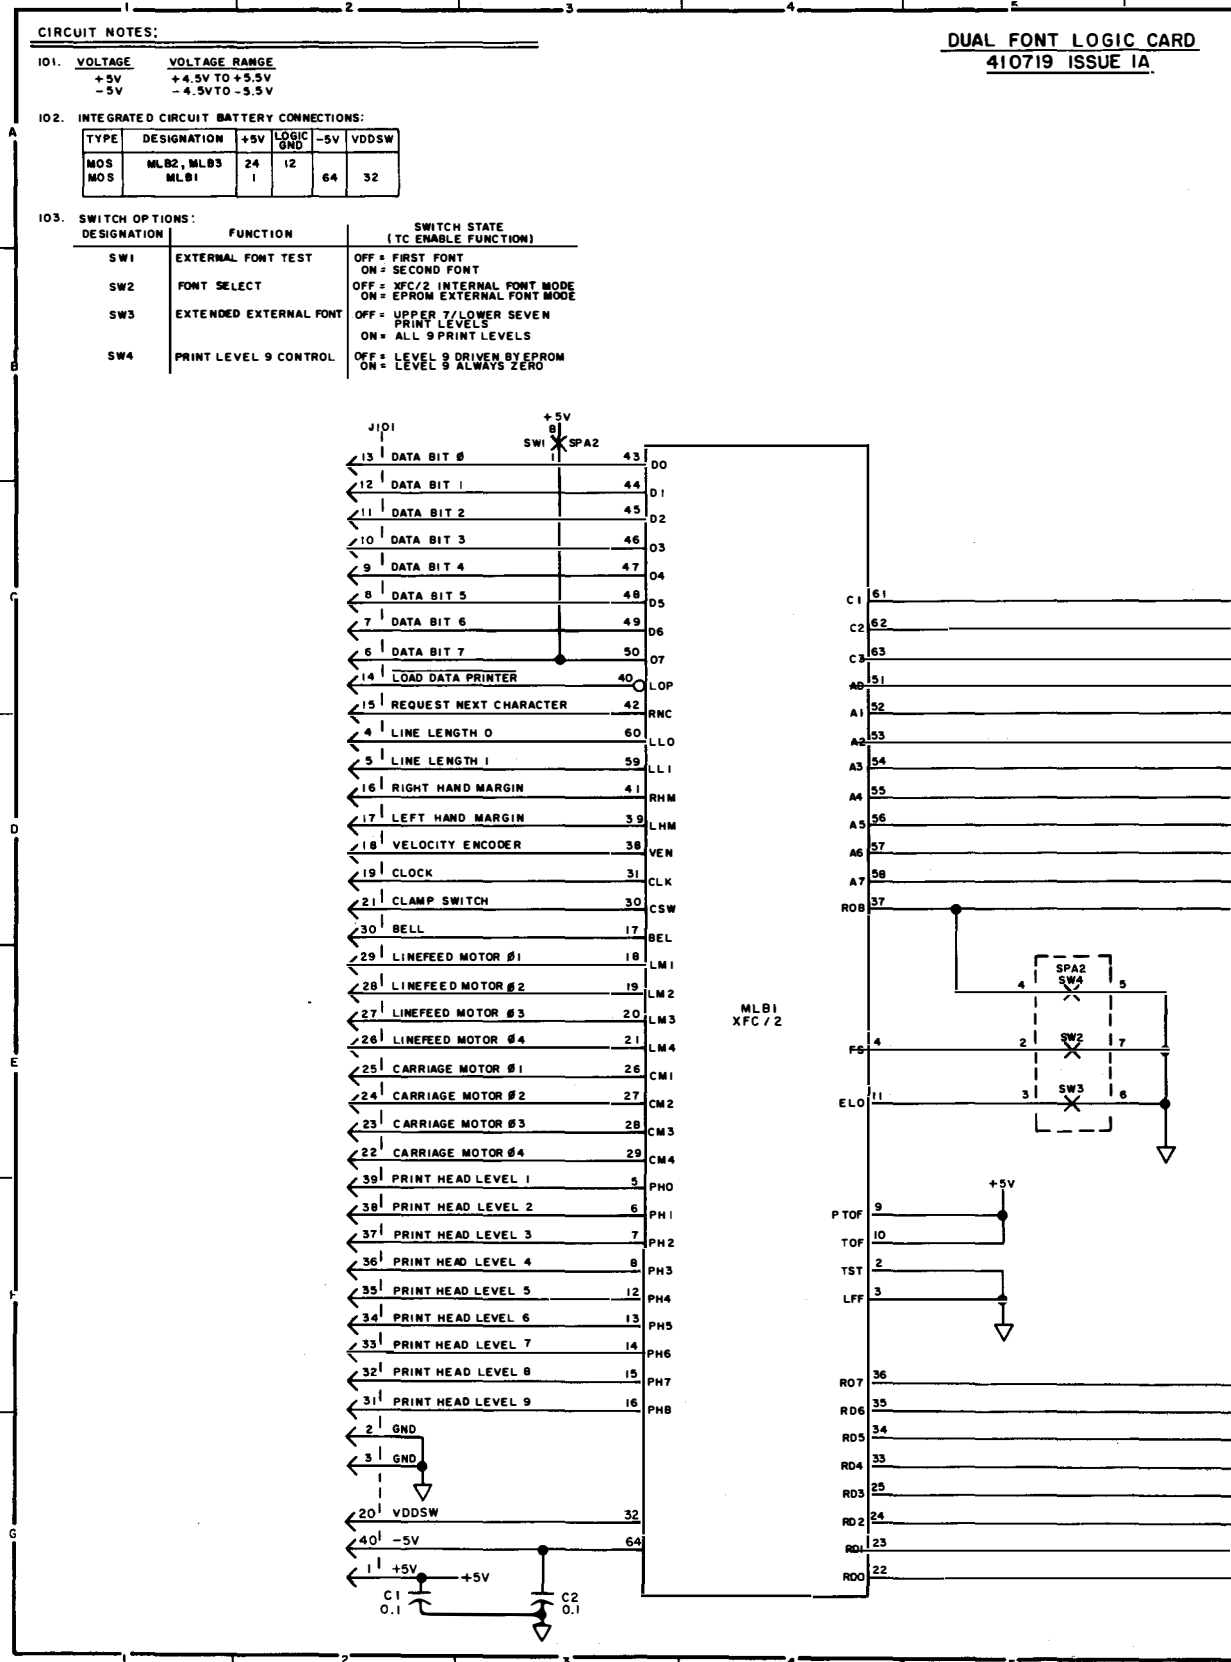 1 2 3 4 5
CIRCUIT NOTES:
DUAL FONT LOGIC CARD
410719 ISSUE 1A
101. VOLTAGE VOLTAGE RANGE
+5V +4.5V TO +5.5V
-5V -4.5V TO -5.5V
102. INTEGRATED CIRCUIT BATTERY CONNECTIONS:
TYPE DESIGNATION +5V LOGIC GND -5V VDDSW
MOS MLB2, MLB3 24 12
MOS MLB1 1 64 32
103. SWITCH OPTIONS:
DESIGNATION FUNCTION SWITCH STATE
(TC ENABLE FUNCTION)
SW1 EXTERNAL FONT TEST OFF = FIRST FONT
ON = SECOND FONT
SW2 FONT SELECT OFF = XFC/2 INTERNAL FONT MODE
ON = EPROM EXTERNAL FONT MODE
SW3 EXTENDED EXTERNAL FONT OFF = UPPER 7/LOWER SEVEN
PRINT LEVELS
ON = ALL 9 PRINT LEVELS
SW4 PRINT LEVEL 9 CONTROL OFF = LEVEL 9 DRIVEN BY EPROM
ON = LEVEL 9 ALWAYS ZERO
A
B
C
D
E
F
G
J101
+5V
8
SW1 SPA2
1
13 DATA BIT Ø 43 D0
12 DATA BIT 1 44 D1
11 DATA BIT 2 45 D2
10 DATA BIT 3 46 O3
9 DATA BIT 4 47 O4
8 DATA BIT 5 48 D5
7 DATA BIT 6 49 D6
6 DATA BIT 7 50 O7
14 LOAD DATA PRINTER 40 LOP
15 REQUEST NEXT CHARACTER 42 RNC
4 LINE LENGTH 0 60 LL0
5 LINE LENGTH 1 59 LL1
16 RIGHT HAND MARGIN 41 RHM
17 LEFT HAND MARGIN 39 LHM
18 VELOCITY ENCODER 38 VEN
19 CLOCK 31 CLK
21 CLAMP SWITCH 30 CSW
30 BELL 17 BEL
29 LINEFEED MOTOR Ø1 18 LM1
28 LINEFEED MOTOR Ø2 19 LM2
27 LINEFEED MOTOR Ø3 20 LM3
26 LINEFEED MOTOR Ø4 21 LM4
25 CARRIAGE MOTOR Ø1 26 CM1
24 CARRIAGE MOTOR Ø2 27 CM2
23 CARRIAGE MOTOR Ø3 28 CM3
22 CARRIAGE MOTOR Ø4 29 CM4
39 PRINT HEAD LEVEL 1 5 PH0
38 PRINT HEAD LEVEL 2 6 PH1
37 PRINT HEAD LEVEL 3 7 PH2
36 PRINT HEAD LEVEL 4 8 PH3
35 PRINT HEAD LEVEL 5 12 PH4
34 PRINT HEAD LEVEL 6 13 PH5
33 PRINT HEAD LEVEL 7 14 PH6
32 PRINT HEAD LEVEL 8 15 PH7
31 PRINT HEAD LEVEL 9 16 PH8
2 GND
3 GND
20 VDDSW 32
40 -5V 64
1 +5V +5V
C1
0.1
C2
0.1
MLB1
XFC/2
C1 61
C2 62
C3 63
A0 51
A1 52
A2 53
A3 54
A4 55
A5 56
A6 57
A7 58
RO8 37
SPA2
4 SW4 5
FS 4 2 SW2 7
ELO 11 3 SW3 6
+5V
PTOF 9
TOF 10
TST 2
LFF 3
RO7 36
RD6 35
RD5 34
RD4 33
RD3 25
RD2 24
RD1 23
RD0 22
1 2 3 4 5